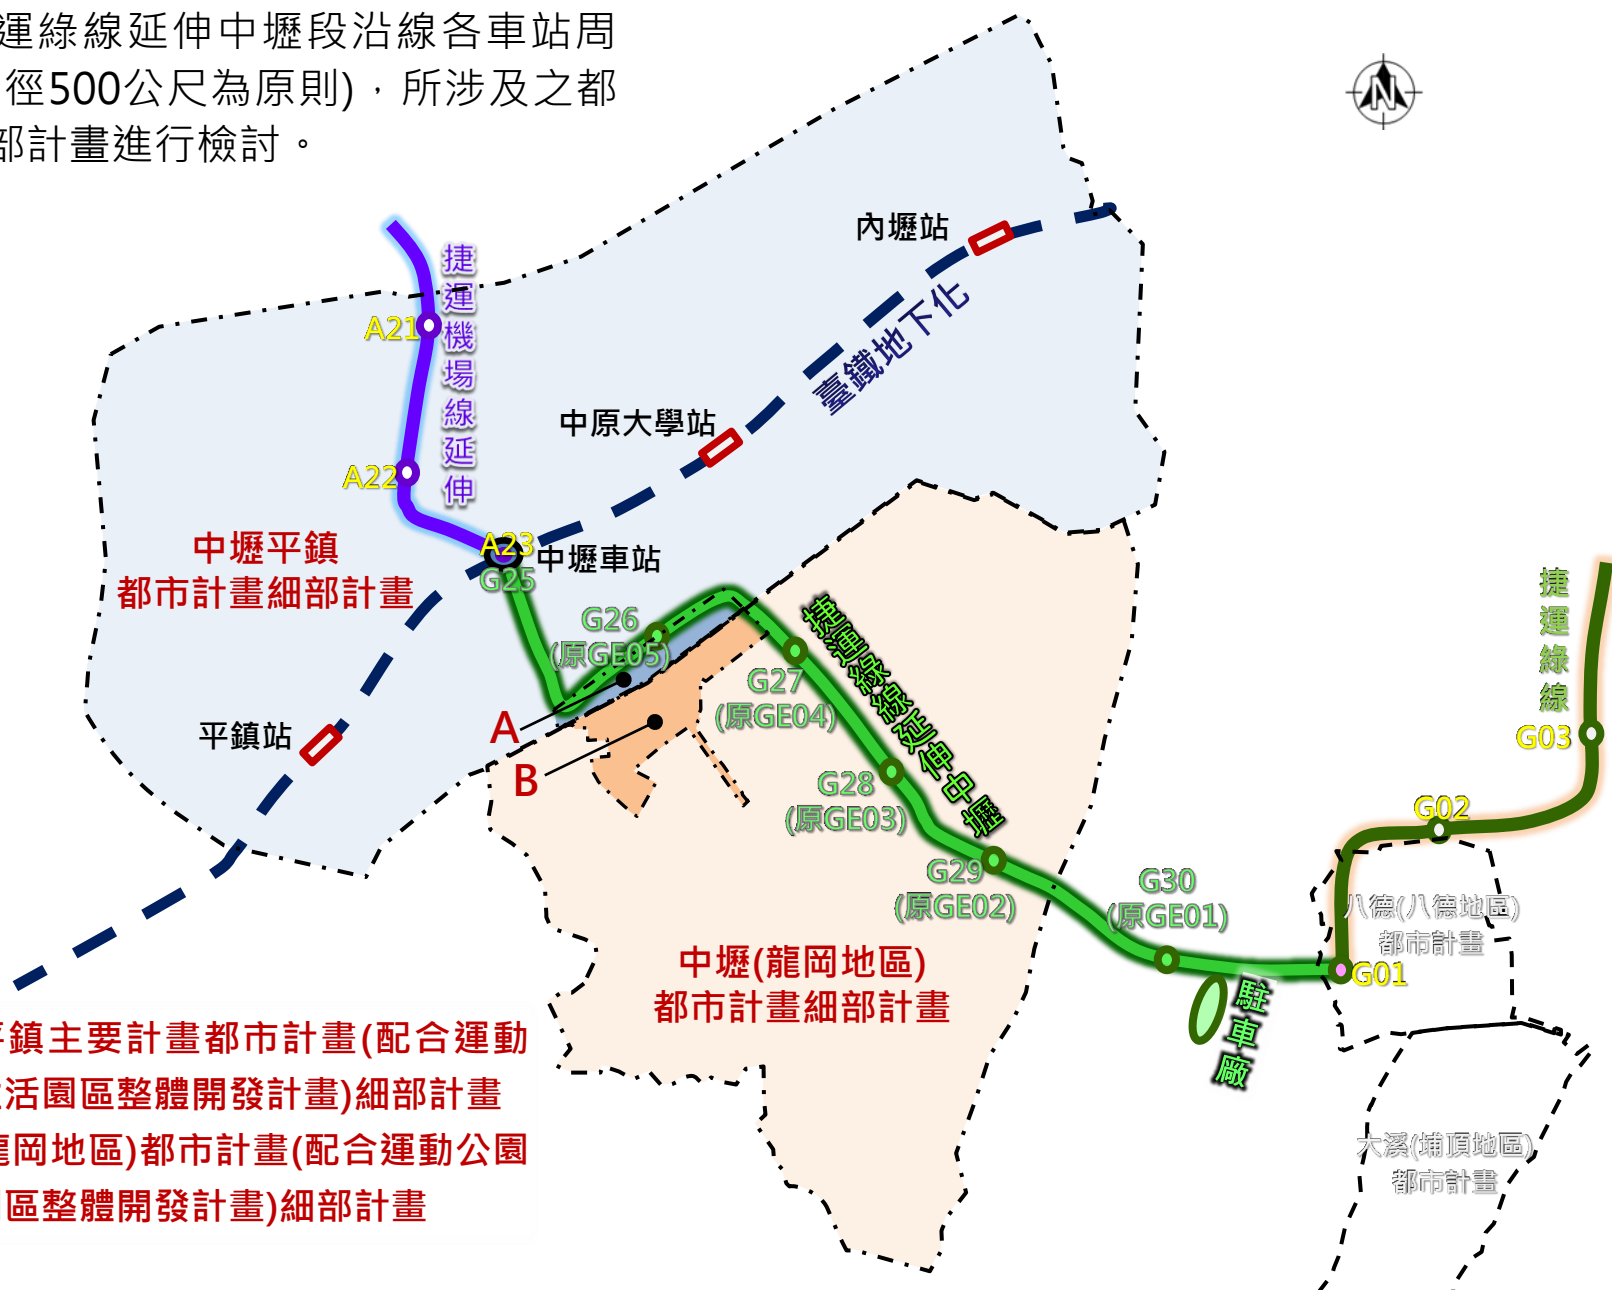 運綠線延伸中壢段沿線各車站周
徑500公尺為原則)，所涉及之都
部計畫進行檢討。
N
內壢站
捷運機場線延伸
A21
臺鐵地下化
中原大學站
A22
A23
中壢車站
G25
中壢平鎮
都市計畫細部計畫
G26
(原GE05)
捷運綠線延伸中壢
捷運綠線
G27
(原GE04)
A
B
平鎮站
G03
G28
(原GE03)
G02
G29
(原GE02)
G30
(原GE01)
八德(八德地區)
都市計畫
中壢(龍岡地區)
都市計畫細部計畫
G01
駐車廠
平鎮主要計畫都市計畫(配合運動
活園區整體開發計畫)細部計畫
龍岡地區)都市計畫(配合運動公園
區整體開發計畫)細部計畫
大溪(埔頂地區)
都市計畫